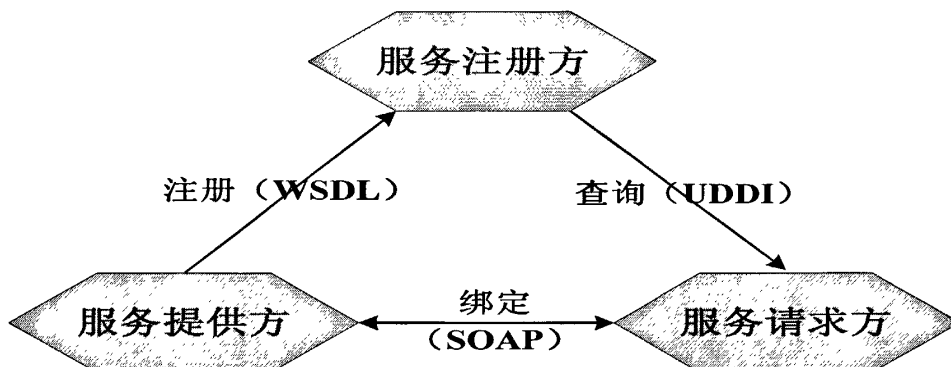 服务注册方
注册（WSDL）
查询（UDDI）
服务提供方
绑定
（SOAP）
服务请求方